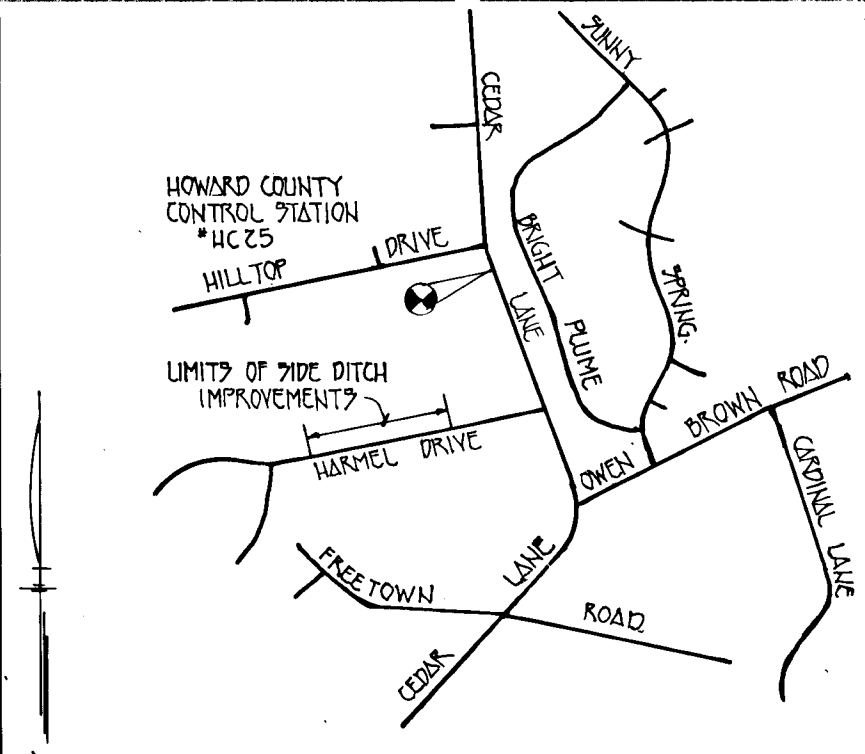 SUNNY
CEDAR
HOWARD COUNTY
CONTROL STATION
#HC25
HILLTOP DRIVE
BRIGHT
LANE
SPRING.
PLUME
LIMITS OF SIDE DITCH
IMPROVEMENTS
HARMEL DRIVE
OWEN BROWN ROAD
CARDINAL LANE
FREETOWN ROAD
CEDAR LANE